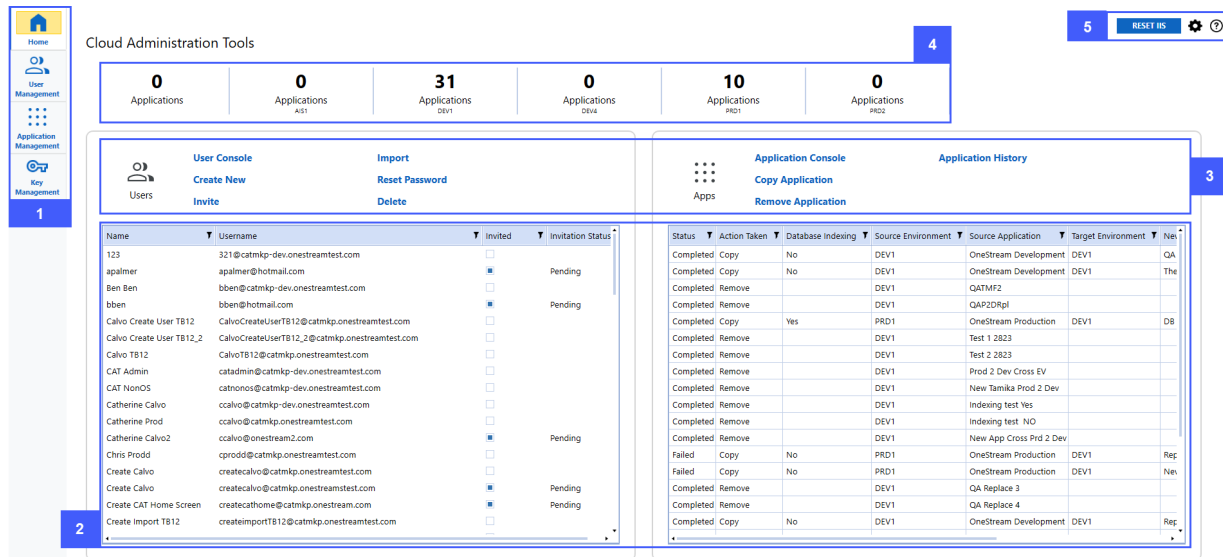 Home
User
Management
Application
Management
Key
Management
1
Cloud Administration Tools
5
RESET IIS
4
0 0 31 0 10 0
Applications Applications Applications Applications Applications Applications
AIS1 DEV1 DEV4 PRD1 PRD2
Users
User Console Import
Create New Reset Password
Invite Delete
Apps
Application Console Application History
Copy Application
Remove Application
3
Name Username Invited Invitation Status
123 321@catmkp-dev.onestreamtest.com
apalmer apalmer@hotmail.com Pending
Ben Ben bben@catmkp-dev.onestreamtest.com
bben bben@hotmail.com Pending
Calvo Create User TB12 CalvoCreateUserTB12@catmkp.onestreamtest.com
Calvo Create User TB12_2 CalvoCreateUserTB12_2@catmkp.onestreamtest.com
Calvo TB12 CalvoTB12@catmkp.onestreamtest.com
CAT Admin catadmin@catmkp-dev.onestreamtest.com
CAT NonOS catnonos@catmkp-dev.onestreamtest.com
Catherine Calvo ccalvo@catmkp-dev.onestreamtest.com
Catherine Prod ccalvo@catmkp.onestreamtest.com
Catherine Calvo2 ccalvo@onestream2.com Pending
Chris Prodd cprodd@catmkp.onestreamtest.com
Create Calvo createcalvo@catmkp.onestreamtest.com
Create Calvo createcalvo@catmkp.onestreamstest.com Pending
Create CAT Home Screen createcathome@catmkp.onestream.com Pending
Create Import TB12 createimportTB12@catmkp.onestreamtest.com
2
Status Action Taken Database Indexing Source Environment Source Application Target Environment Nev
Completed Copy No DEV1 OneStream Development DEV1 QA
Completed Copy No DEV1 OneStream Development DEV1 The
Completed Remove DEV1 QATMF2
Completed Remove DEV1 QAP2DRpl
Completed Copy Yes PRD1 OneStream Production DEV1 DB
Completed Remove DEV1 Test 1 2823
Completed Remove DEV1 Test 2 2823
Completed Remove DEV1 Prod 2 Dev Cross EV
Completed Remove DEV1 New Tamika Prod 2 Dev
Completed Remove DEV1 Indexing test Yes
Completed Remove DEV1 Indexing test NO
Completed Remove DEV1 New App Cross Prd 2 Dev
Failed Copy No PRD1 OneStream Production DEV1 Rep
Failed Copy No PRD1 OneStream Production DEV1 Nev
Completed Remove DEV1 QA Replace 3
Completed Remove DEV1 QA Replace 4
Completed Copy No DEV1 OneStream Development DEV1 Rep